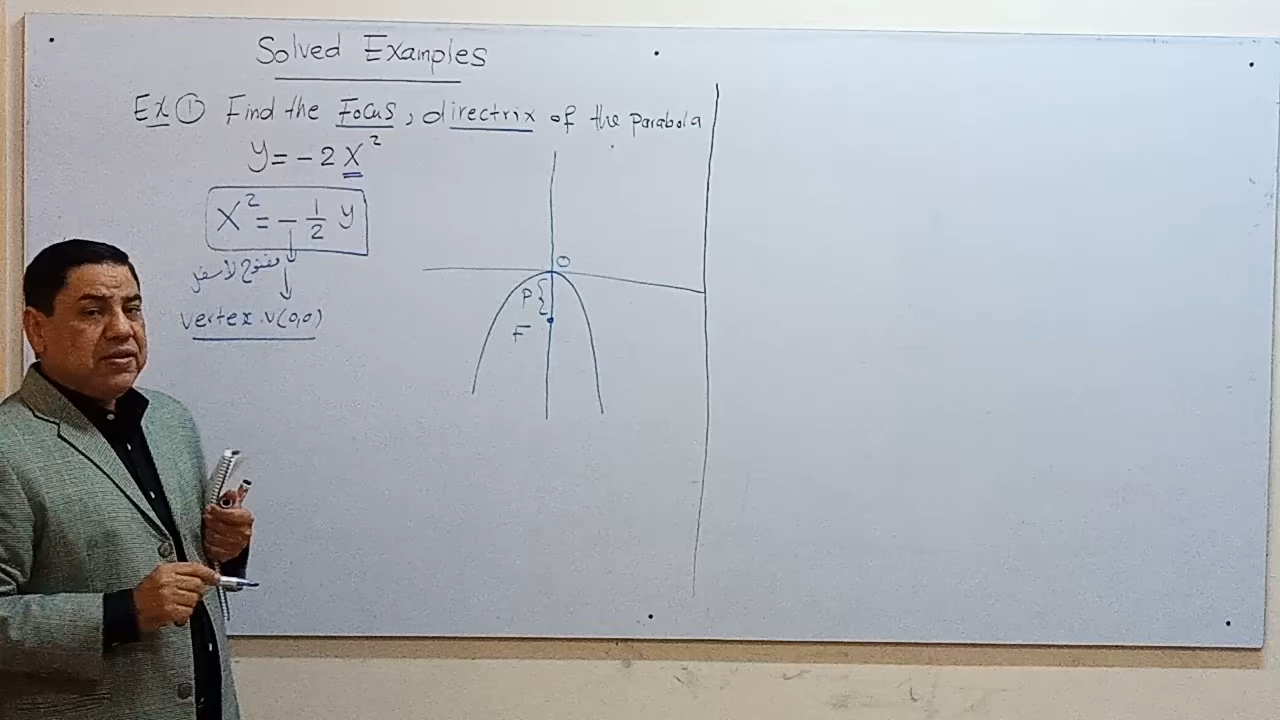 Solved Examples
Ex ① Find the Focus, directrix of the parabola
y = -2 x²
x² = - 1/2 y
مفتوح لأسفل
vertex v(0,0)
O
P
F